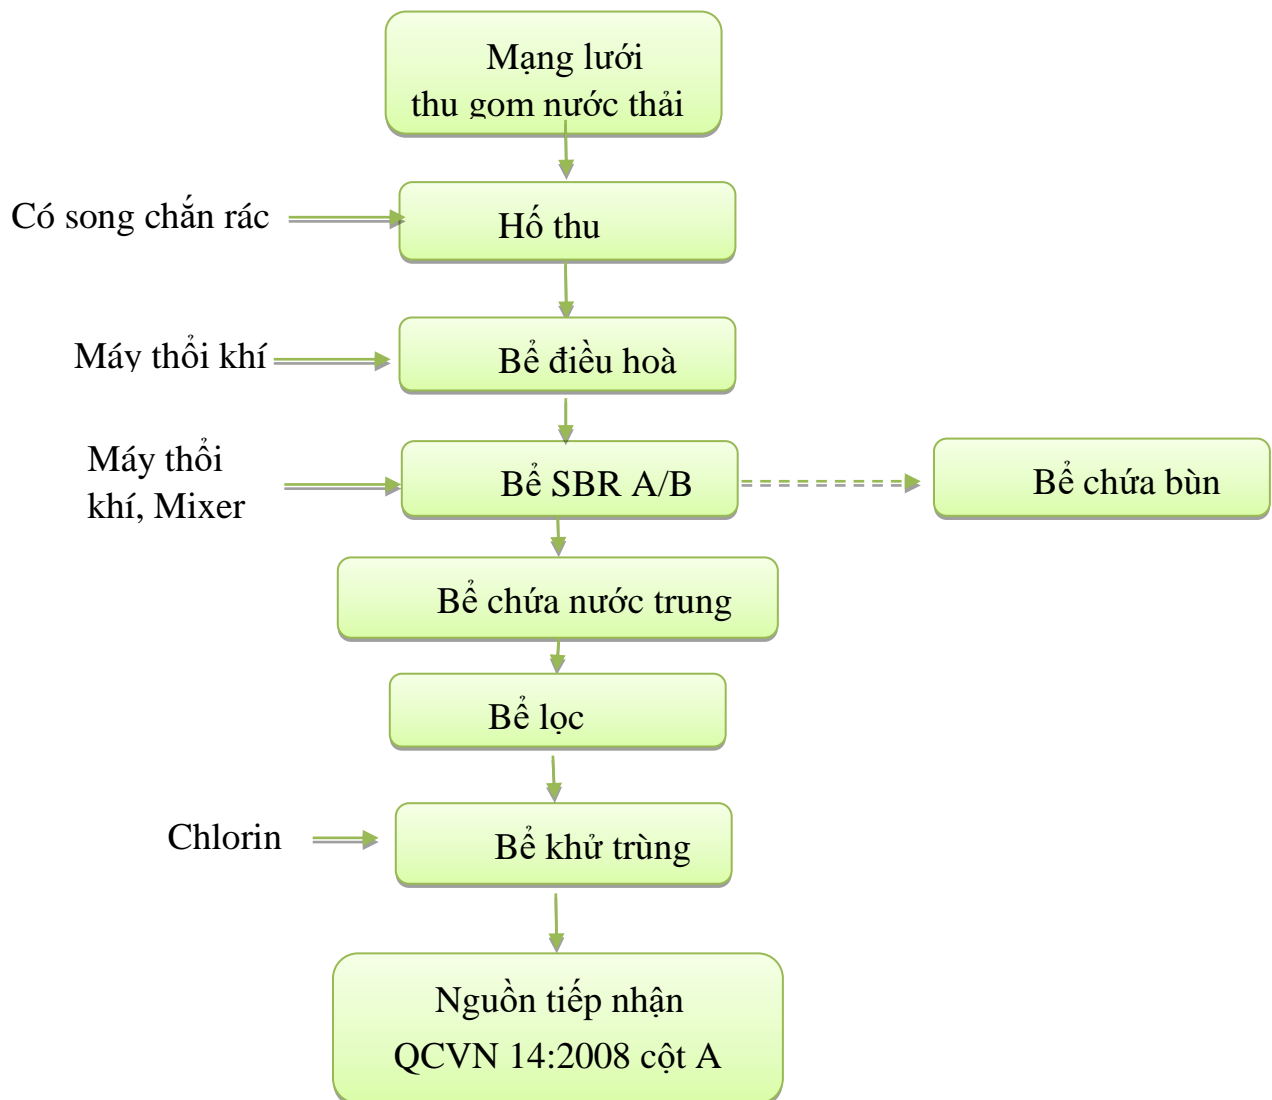 Mạng lưới
thu gom nước thải
Có song chắn rác
Hố thu
Máy thổi khí
Bể điều hoà
Máy thổi
khí, Mixer
Bể SBR A/B
Bể chứa bùn
Bể chứa nước trung
Bể lọc
Chlorin
Bể khử trùng
Nguồn tiếp nhận
QCVN 14:2008 cột A